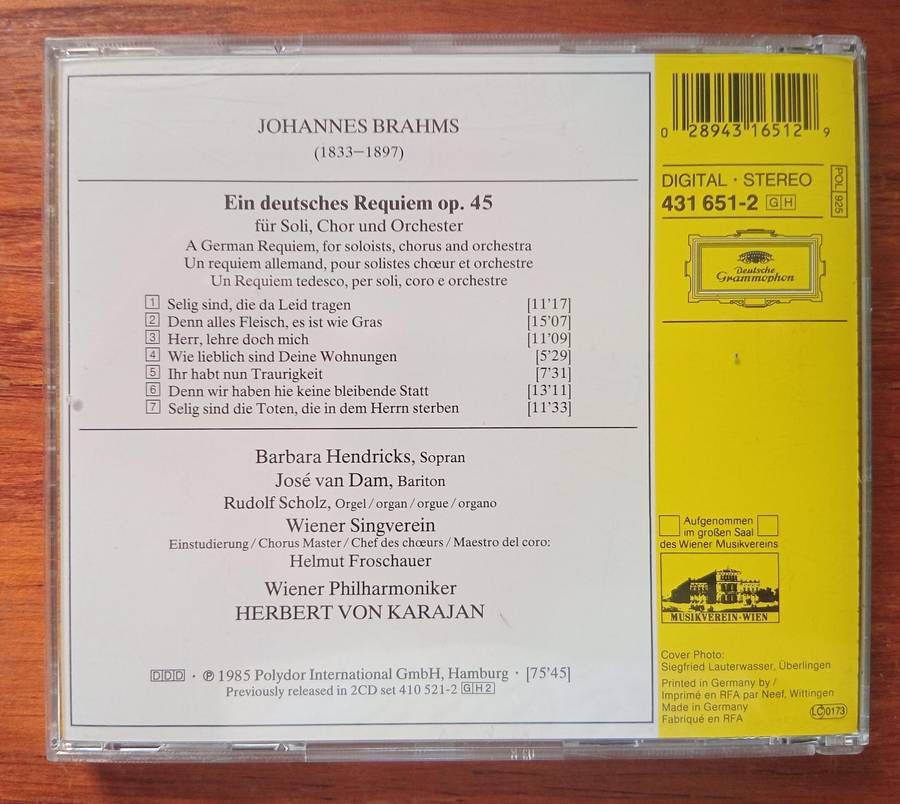 JOHANNES BRAHMS
(1833–1897)
Ein deutsches Requiem op. 45
für Soli, Chor und Orchester
A German Requiem, for soloists, chorus and orchestra
Un requiem allemand, pour solistes chœur et orchestre
Un Requiem tedesco, per soli, coro e orchestre
1 Selig sind, die da Leid tragen [11'17]
2 Denn alles Fleisch, es ist wie Gras [15'07]
3 Herr, lehre doch mich [11'09]
4 Wie lieblich sind Deine Wohnungen [5'29]
5 Ihr habt nun Traurigkeit [7'31]
6 Denn wir haben hie keine bleibende Statt [13'11]
7 Selig sind die Toten, die in dem Herrn sterben [11'33]
Barbara Hendricks, Sopran
José van Dam, Bariton
Rudolf Scholz, Orgel / organ / orgue / organo
Wiener Singverein
Einstudierung / Chorus Master / Chef des chœurs / Maestro del coro:
Helmut Froschauer
Wiener Philharmoniker
HERBERT VON KARAJAN
DDD · ℗ 1985 Polydor International GmbH, Hamburg · [75'45]
Previously released in 2CD set 410 521-2 GH2
0 28943 16512 9
DIGITAL · STEREO
431 651-2 GH
POL 925
Deutsche
Grammophon
Aufgenommen
im großen Saal
des Wiener Musikvereins
MUSIKVEREIN·WIEN
Cover Photo:
Siegfried Lauterwasser, Überlingen
Printed in Germany by /
Imprimé en RFA par Neef, Wittingen
Made in Germany
Fabriqué en RFA
LC 0173